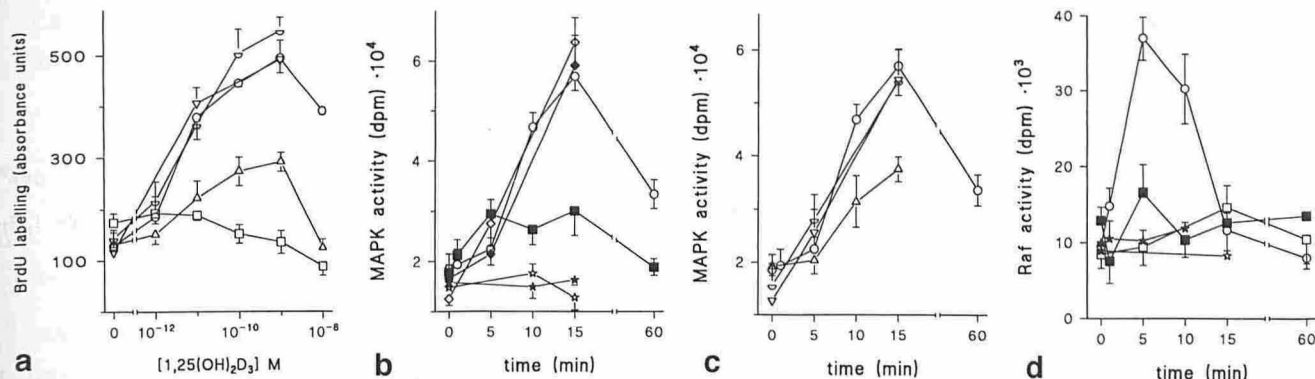 BrdU labelling (absorbance units)
500
300
100
0 10⁻¹² 10⁻¹⁰ 10⁻⁸
[1,25(OH)₂D₃] M
a
MAPK activity (dpm) ·10⁴
6
4
2
0 5 10 15 60
time (min)
b
MAPK activity (dpm) ·10⁴
6
4
2
0 5 10 15 60
time (min)
c
Raf activity (dpm) ·10³
40
30
20
10
0
0 5 10 15 60
time (min)
d